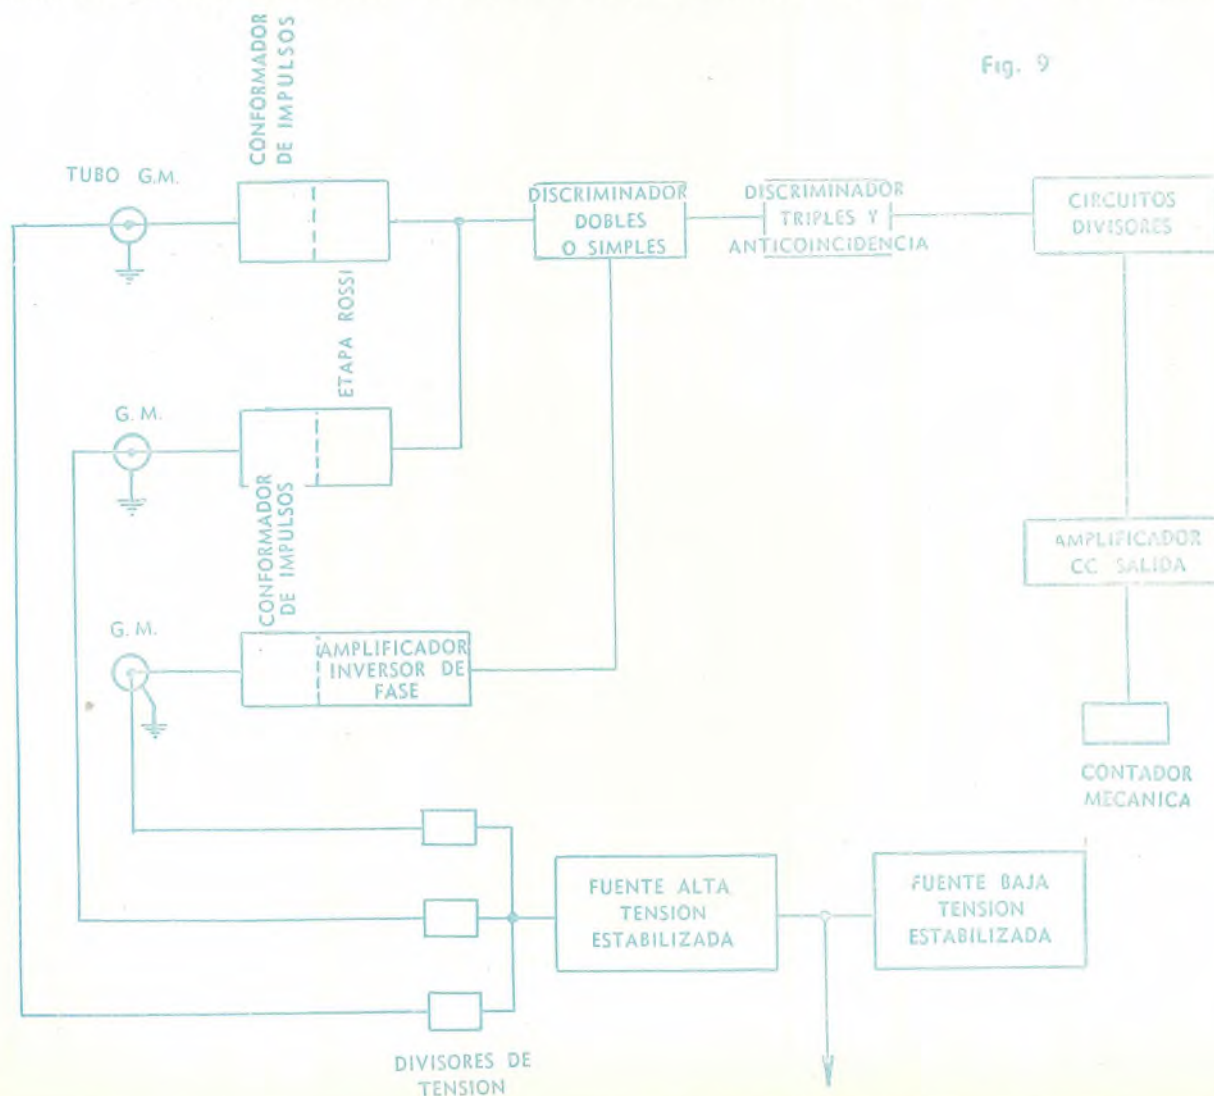 Fig. 9
CONFORMADOR
DE IMPULSOS
TUBO G.M.
DISCRIMINADOR
DOBLES
O SIMPLES
DISCRIMINADOR
TRIPLES Y
ANTICOINCIDENCIA
CIRCUITOS
DIVISORES
ETAPA ROSSI
G. M.
CONFORMADOR
DE IMPULSOS
AMPLIFICADOR
CC SALIDA
G. M.
AMPLIFICADOR
INVERSOR DE
FASE
CONTADOR
MECANICA
FUENTE ALTA
TENSION
ESTABILIZADA
FUENTE BAJA
TENSION
ESTABILIZADA
DIVISORES DE
TENSION